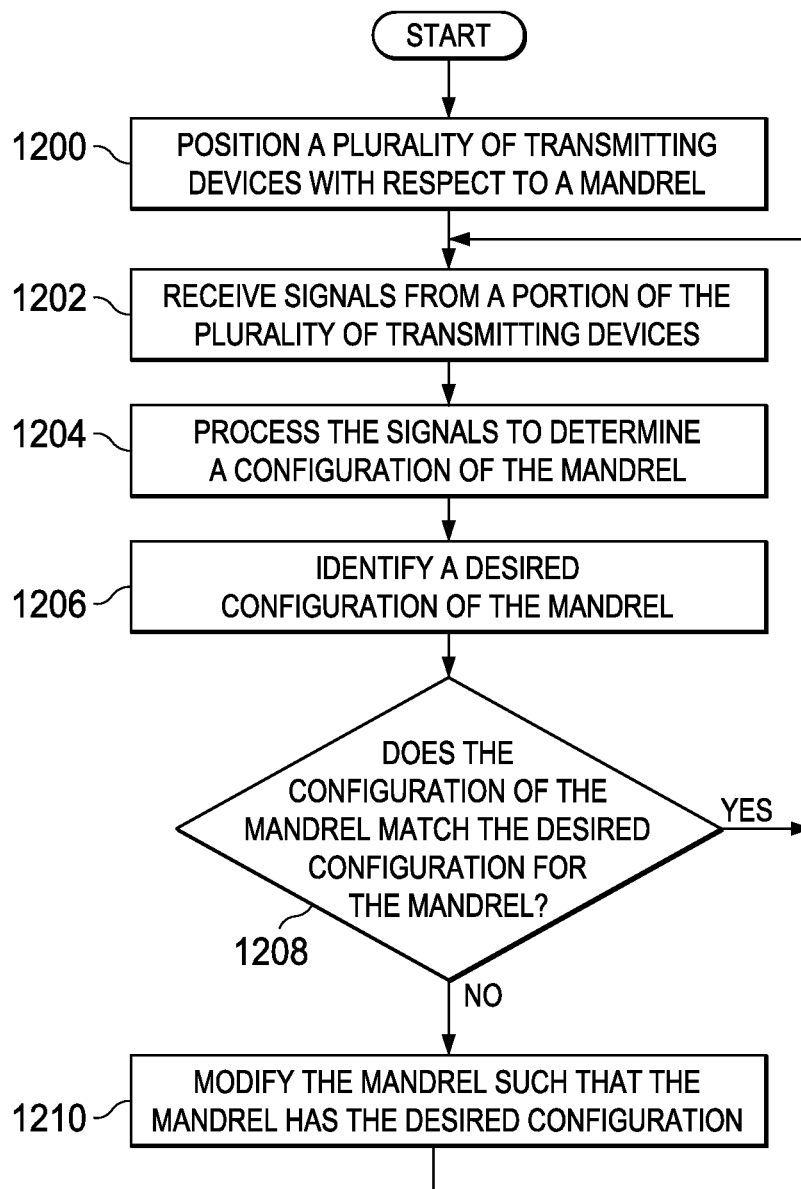 START
1200
POSITION A PLURALITY OF TRANSMITTING
DEVICES WITH RESPECT TO A MANDREL
1202
RECEIVE SIGNALS FROM A PORTION OF THE
PLURALITY OF TRANSMITTING DEVICES
1204
PROCESS THE SIGNALS TO DETERMINE
A CONFIGURATION OF THE MANDREL
1206
IDENTIFY A DESIRED
CONFIGURATION OF THE MANDREL
DOES THE
CONFIGURATION OF THE
MANDREL MATCH THE DESIRED
CONFIGURATION FOR
THE MANDREL?
YES
1208
NO
1210
MODIFY THE MANDREL SUCH THAT THE
MANDREL HAS THE DESIRED CONFIGURATION